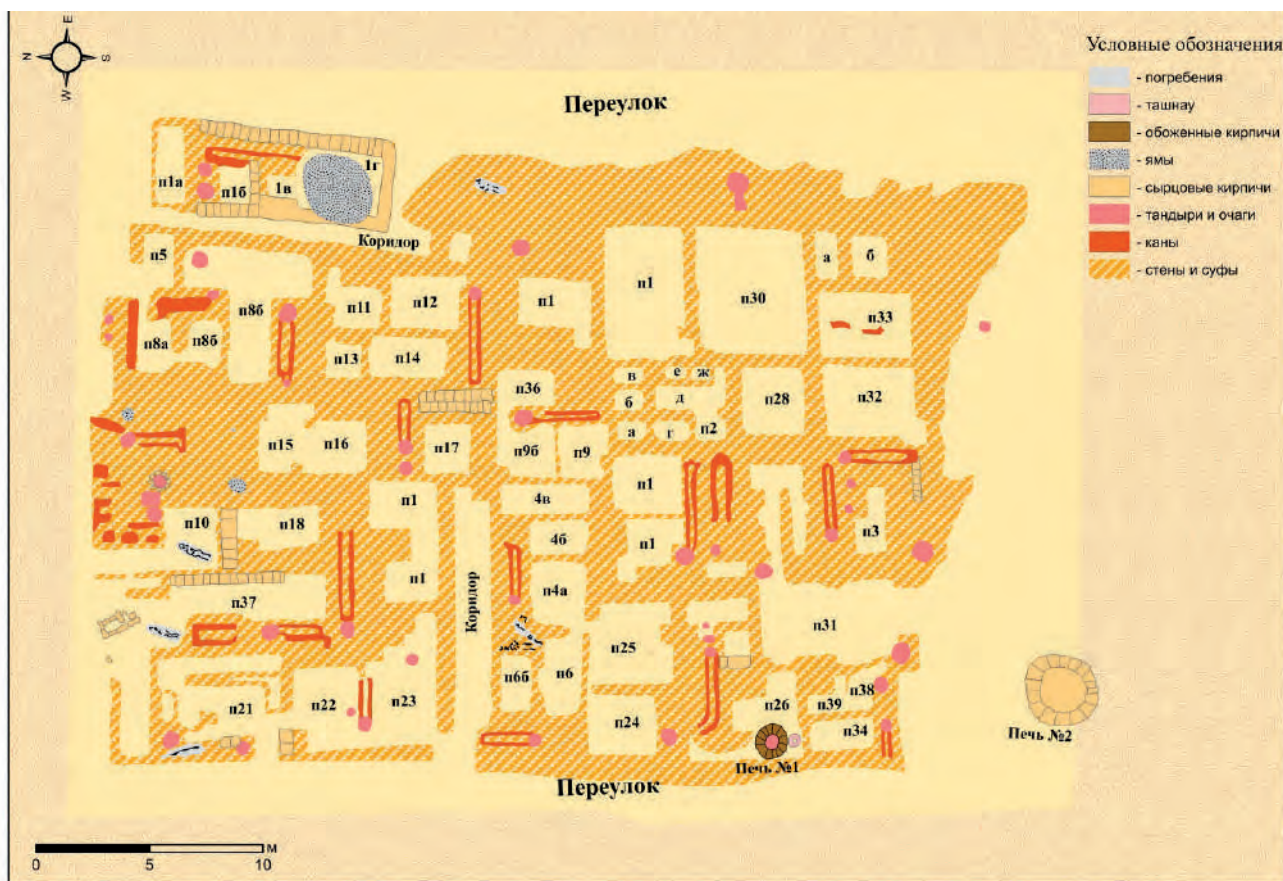 E
N
S
W
Переулок
Условные обозначения
- погребения
- ташнау
- обоженные кирпичи
- ямы
- сырцовые кирпичи
- тандыри и очаги
- каны
- стены и суфы
п1а
п1б
1в
1г
Коридор
п5
п8б
п11
п12
п1
п1
п30
а
б
п33
п8а
п8б
п13
п14
п36
в
е
ж
б
д
п28
п32
п15
п16
п17
п9б
п9
а
г
п2
п1
4в
п1
п10
п18
4б
п1
п3
п1
п4а
Коридор
п37
п25
п31
п21
п22
п23
п6б
п6
п24
п26
п39
п38
п34
Печь №1
Печь №2
Переулок
0
5
10
М